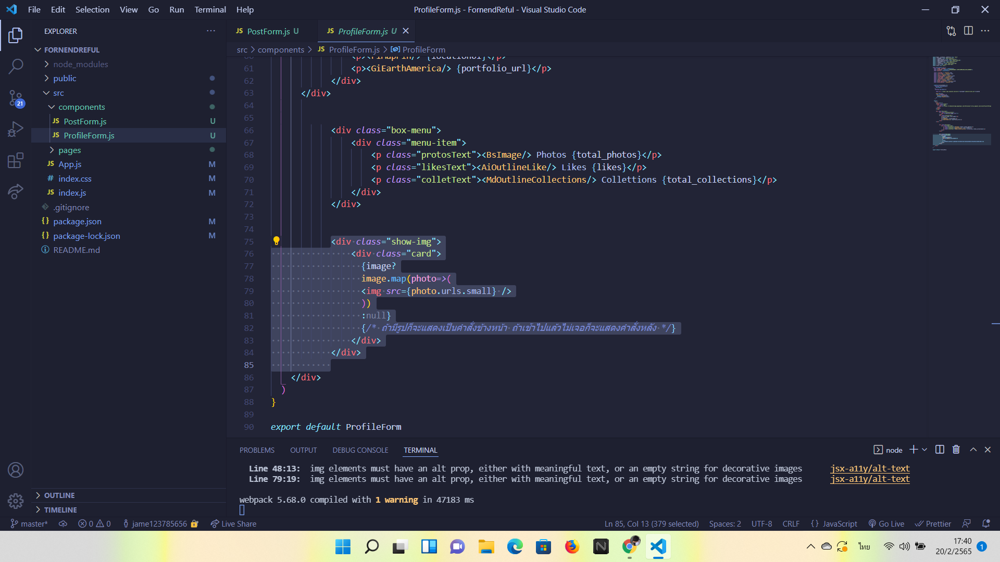 File Edit Selection View Go Run Terminal Help
ProfileForm.js - FornendReful - Visual Studio Code
EXPLORER
FORNENDREFUL
node_modules
public
src
components
JS PostForm.js U
JS ProfileForm.js U
pages
JS App.js M
# index.css M
JS index.js M
.gitignore
{} package.json M
{} package-lock.json M
README.md
OUTLINE
TIMELINE
21
JS PostForm.js U
JS ProfileForm.js U
src > components > JS ProfileForm.js > ProfileForm
61 <p><GiEarthAmerica/> {portfolio_url}</p>
62 </div>
63 </div>
64
65
66 <div class="box-menu">
67 <div class="menu-item">
68 <p class="protosText"><BsImage/> Photos {total_photos}</p>
69 <p class="likesText"><AiOutlineLike/> Likes {likes}</p>
70 <p class="colletText"><MdOutlineCollections/> Collettions {total_collections}</p>
71 </div>
72 </div>
73
74
75 <div class="show-img">
76 <div class="card">
77 {image?
78 image.map(photo=>(
79 <img src={photo.urls.small} />
80 ))
81 :null}
82 {/* ถ้ามีรูปก็จะแสดงเป็นคำสั่งข้างหน้า ถ้าเช้าไปแล้วไม่เจอก็จะแสดงคำสั่งหลัง */}
83 </div>
84 </div>
85
86 </div>
87 )
88 }
89
90 export default ProfileForm
PROBLEMS OUTPUT DEBUG CONSOLE TERMINAL
node
Line 48:13: img elements must have an alt prop, either with meaningful text, or an empty string for decorative images jsx-a11y/alt-text
Line 79:19: img elements must have an alt prop, either with meaningful text, or an empty string for decorative images jsx-a11y/alt-text
webpack 5.68.0 compiled with 1 warning in 47183 ms
master* 0 0 jame123785656 Live Share
Ln 85, Col 13 (379 selected) Spaces: 2 UTF-8 CRLF {} JavaScript Go Live Prettier
ไทย
17:40
20/2/2565
1